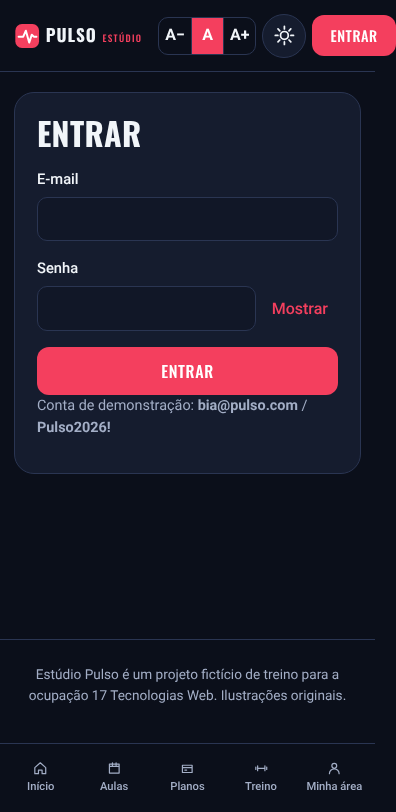 PULSO ESTÚDIO A− A A+ ENTRAR
ENTRAR
E-mail
Senha
Mostrar
ENTRAR
Conta de demonstração: bia@pulso.com /
Pulso2026!
Estúdio Pulso é um projeto fictício de treino para a
ocupação 17 Tecnologias Web. Ilustrações originais.
Início Aulas Planos Treino Minha área